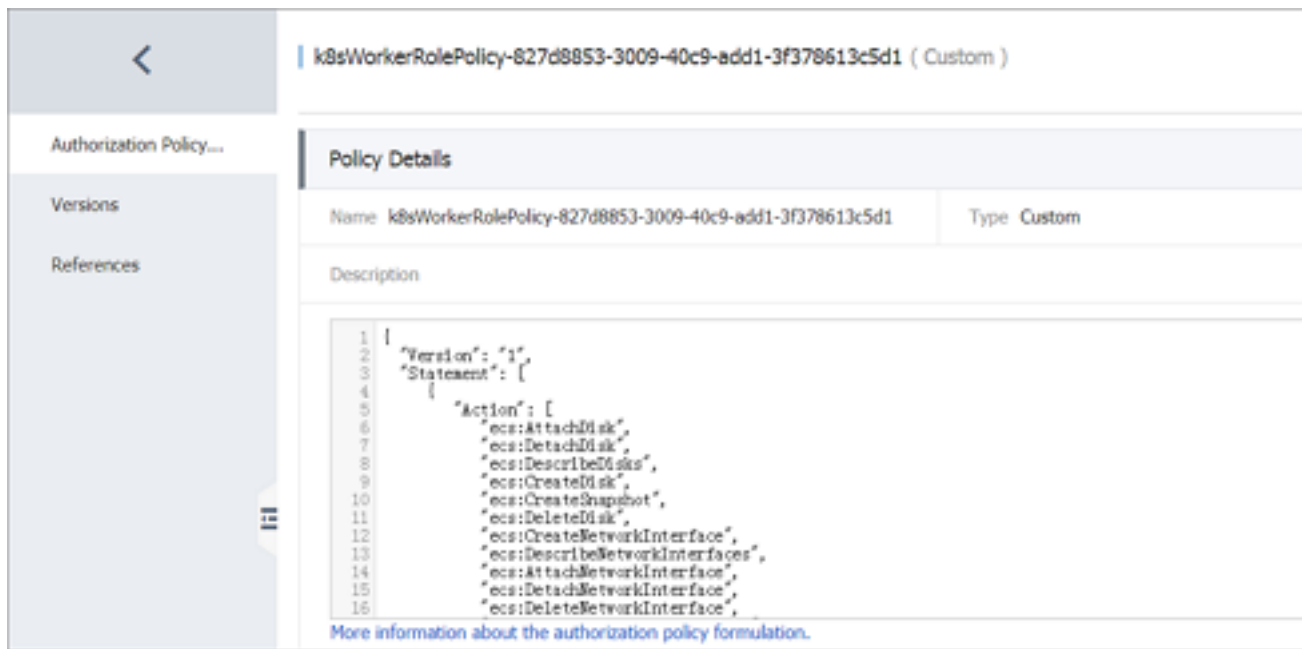 k8sWorkerRolePolicy-827d8853-3009-40c9-add1-3f378613c5d1 ( Custom )
Authorization Policy....
Versions
References
Policy Details
Name k8sWorkerRolePolicy-827d8853-3009-40c9-add1-3f378613c5d1 Type Custom
Description
1 {
2 "Version": "1",
3 "Statement": [
4 {
5 "Action": [
6 "ecs:AttachDisk",
7 "ecs:DetachDisk",
8 "ecs:DescribeDisks",
9 "ecs:CreateDisk",
10 "ecs:CreateSnapshot",
11 "ecs:DeleteDisk",
12 "ecs:CreateNetworkInterface",
13 "ecs:DescribeNetworkInterfaces",
14 "ecs:AttachNetworkInterface",
15 "ecs:DetachNetworkInterface",
16 "ecs:DeleteNetworkInterface",
More information about the authorization policy formulation.